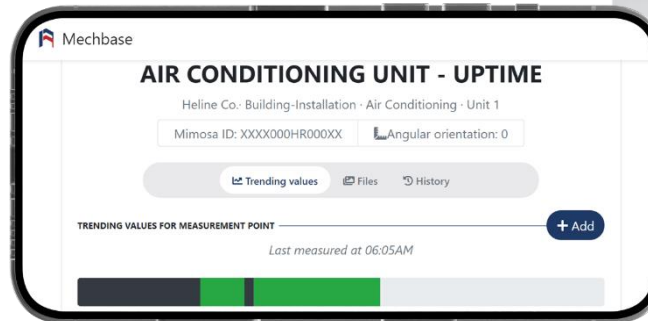 Mechbase
AIR CONDITIONING UNIT - UPTIME
Heline Co.· Building-Installation · Air Conditioning · Unit 1
Mimosa ID: XXXX000HR000XX
Angular orientation: 0
Trending values
Files
History
TRENDING VALUES FOR MEASUREMENT POINT
+ Add
Last measured at 06:05AM